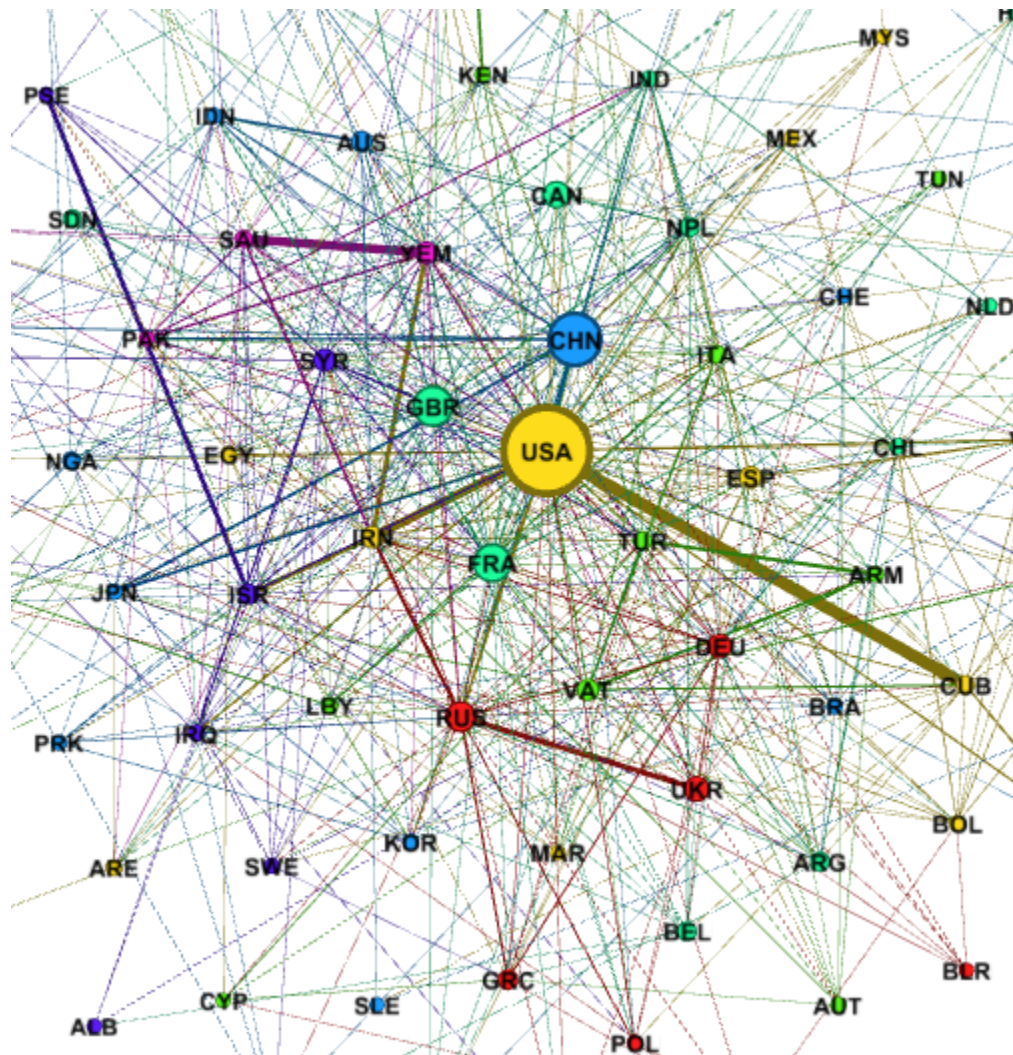 MYS
KEN
IND
PSE
IDN
AUS
MEX
TUN
CAN
SDN
NPL
SAU
YEM
CHE
NLD
PAK
CHN
ITA
SYR
GBR
USA
CHL
NGA
EGY
ESP
IRN
TUR
FRA
ARM
JPN
ISR
DEU
CUB
VAT
LBY
BRA
RUS
PRK
IRQ
UKR
BOL
KOR
MAR
ARG
ARE
SWE
BEL
BLR
GRC
CYP
SLE
AUT
ALB
POL